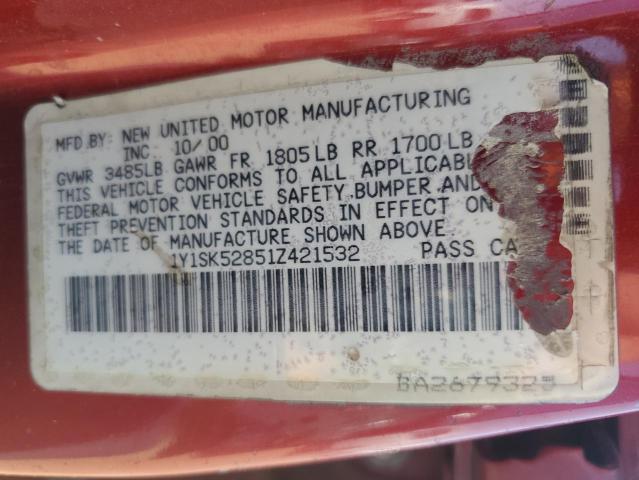 MFD.BY: NEW UNITED MOTOR MANUFACTURING
INC. 10/00
GVWR 3485LB GAWR FR 1805LB RR 1700LB
THIS VEHICLE CONFORMS TO ALL APPLICABL
FEDERAL MOTOR VEHICLE SAFETY,BUMPER,AND
THEFT PREVENTION STANDARDS IN EFFECT ON
THE DATE OF MANUFACTURE SHOWN ABOVE
1Y1SK52851Z421532 PASS CA